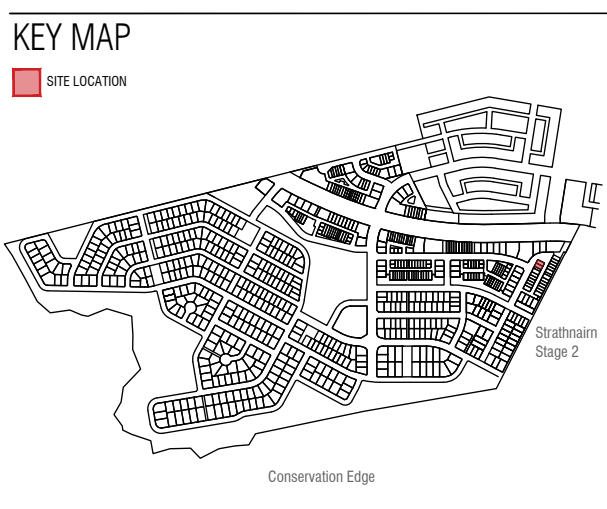 KEY MAP
SITE LOCATION
Strathnairn
Stage 2
Conservation Edge